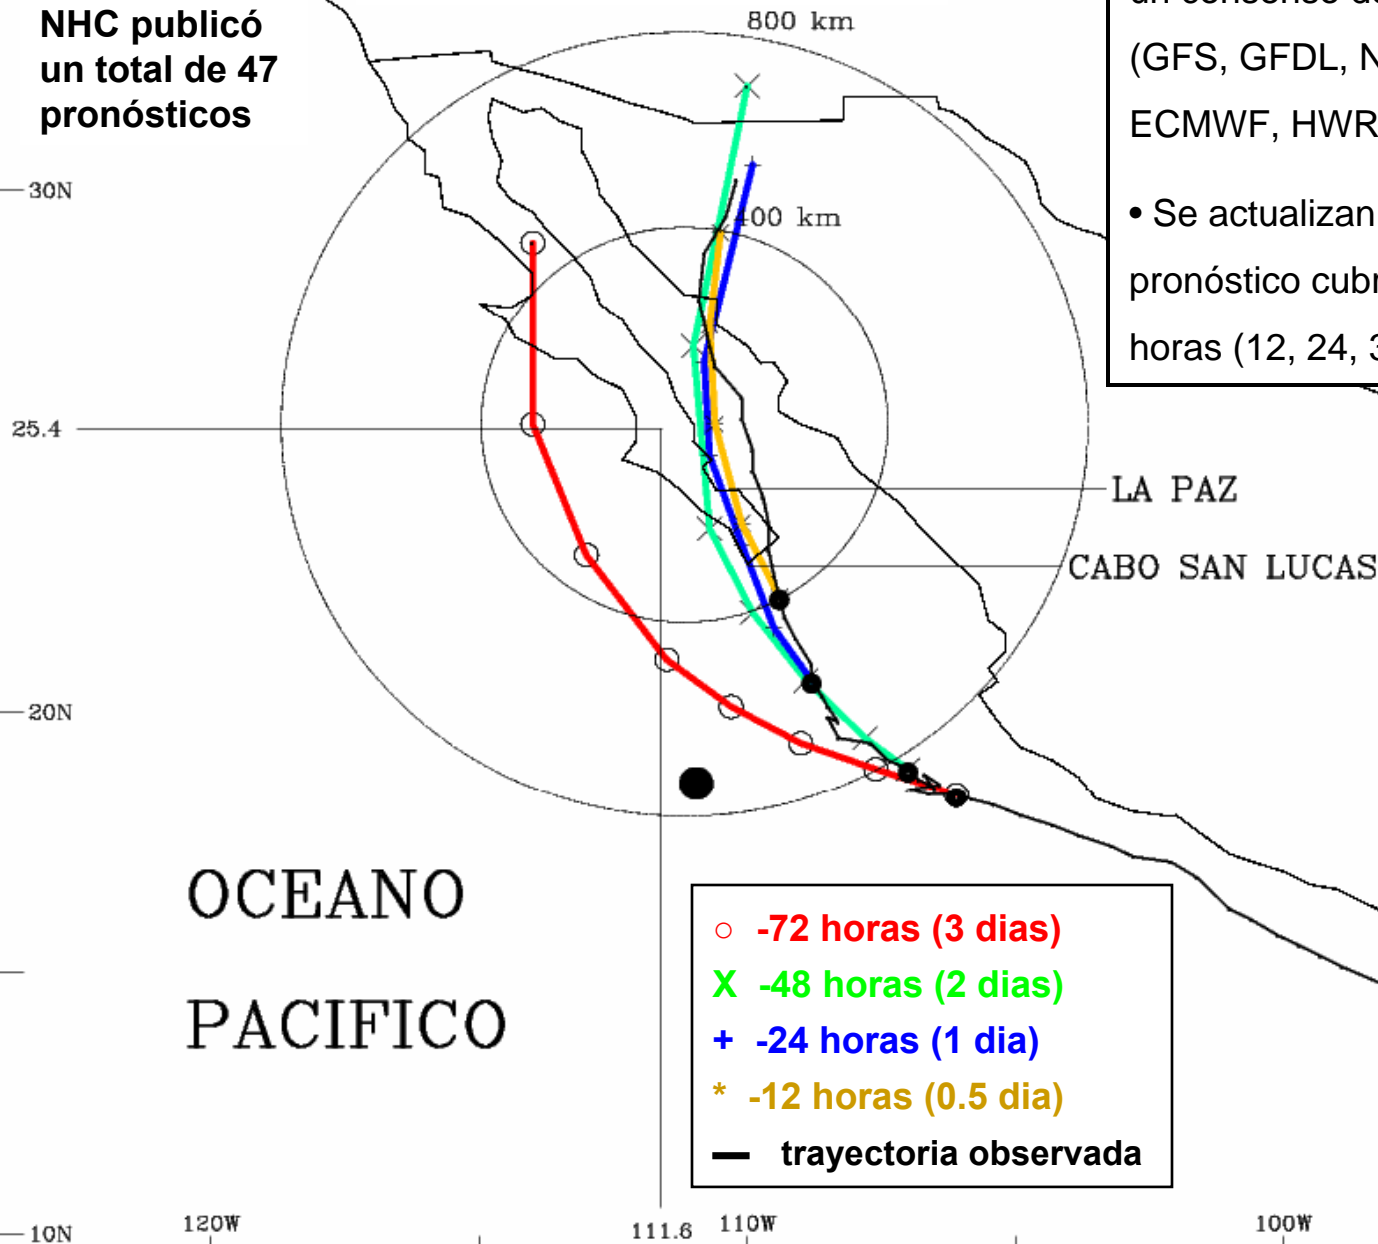 NHC publicó
un total de 47
pronósticos
800 km
un consenso
(GFS, GFDL, N
ECMWF, HWR
• Se actualizan
pronóstico cub
horas (12, 24, 3
30N
400 km
25.4
LA PAZ
CABO SAN LUCAS
20N
OCEANO
PACIFICO
○ -72 horas (3 dias)
X -48 horas (2 dias)
+ -24 horas (1 dia)
* -12 horas (0.5 dia)
— trayectoria observada
10N
120W
111.6
110W
100W